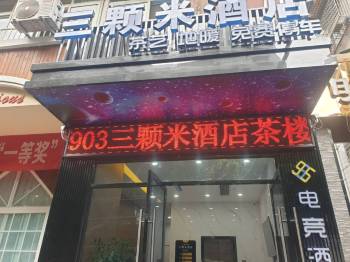 三颗米酒店
茶艺 地暖 免费停车
903三颗米酒店茶楼
"一等奖"
电竞酒